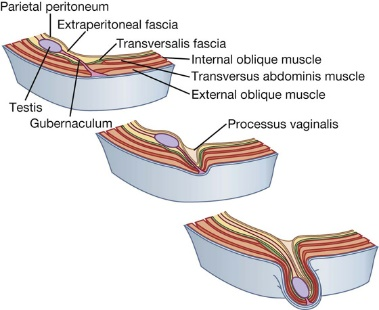 Parietal peritoneum
Extraperitoneal fascia
Transversalis fascia
Internal oblique muscle
Transversus abdominis muscle
External oblique muscle
Testis
Gubernaculum
Processus vaginalis